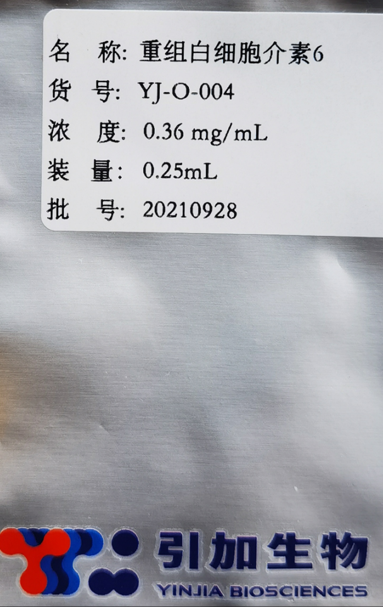 名 称: 重组白细胞介素6
货 号: YJ-O-004
浓 度: 0.36 mg/mL
装 量: 0.25mL
批 号: 20210928
引加生物
YINJIA BIOSCIENCES